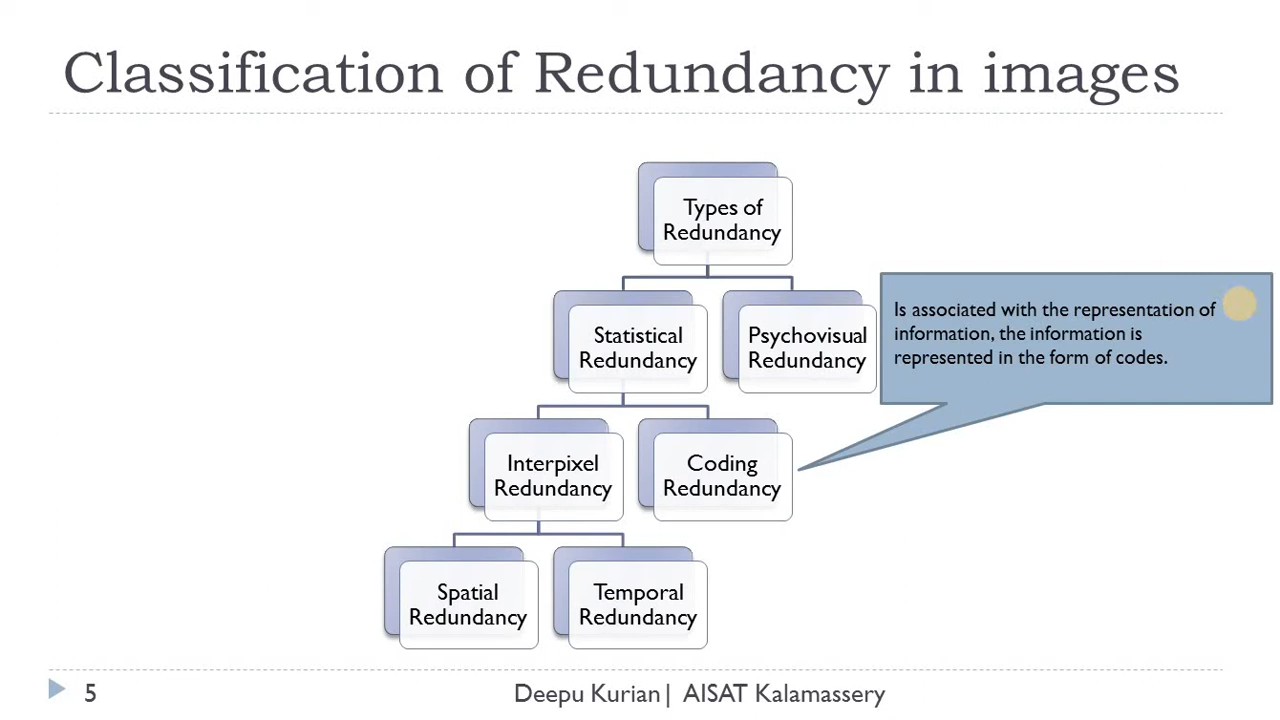 Classification of Redundancy in images
Types of
Redundancy
Statistical
Redundancy
Psychovisual
Redundancy
Is associated with the representation of
information, the information is
represented in the form of codes.
Interpixel
Redundancy
Coding
Redundancy
Spatial
Redundancy
Temporal
Redundancy
5
Deepu Kurian| AISAT Kalamassery